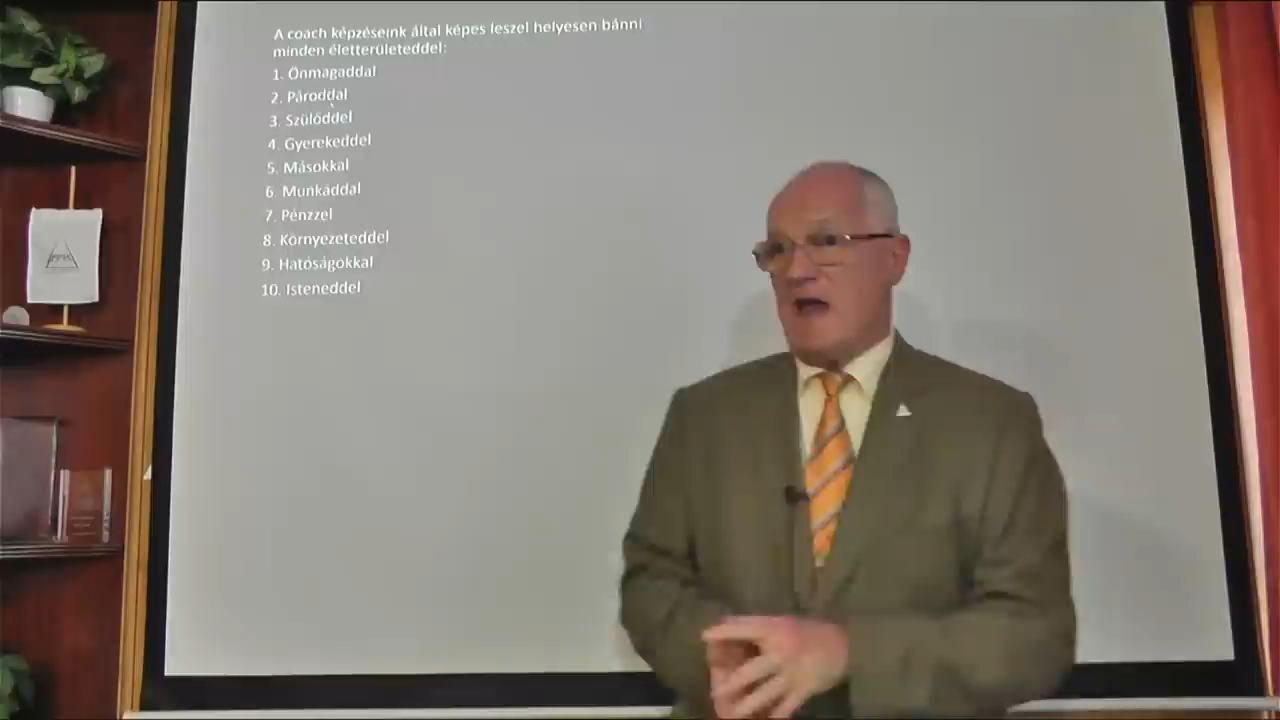 A coach képzéseink által képes leszel helyesen bánni
minden életterületeddel:
1. Önmagaddal
2. Pároddal
3. Szülőddel
4. Gyerekeddel
5. Másokkal
6. Munkáddal
7. Pénzzel
8. Környezeteddel
9. Hatóságokkal
10. Isteneddel